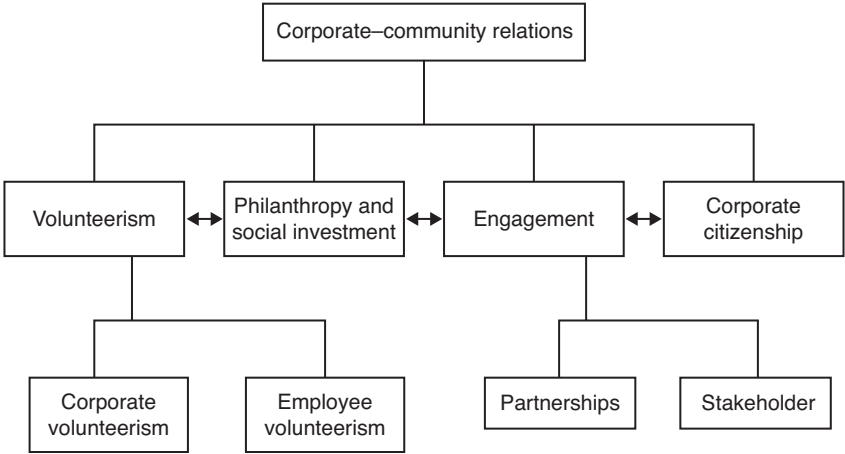 Corporate–community relations
Volunteerism
Philanthropy and
social investment
Engagement
Corporate
citizenship
Corporate
volunteerism
Employee
volunteerism
Partnerships
Stakeholder